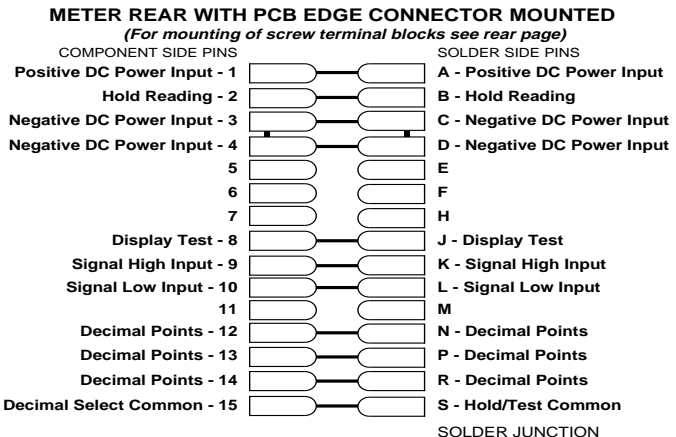 METER REAR WITH PCB EDGE CONNECTOR MOUNTED
(For mounting of screw terminal blocks see rear page)
COMPONENT SIDE PINS SOLDER SIDE PINS
Positive DC Power Input - 1 A - Positive DC Power Input
Hold Reading - 2 B - Hold Reading
Negative DC Power Input - 3 C - Negative DC Power Input
Negative DC Power Input - 4 D - Negative DC Power Input
5 E
6 F
7 H
Display Test - 8 J - Display Test
Signal High Input - 9 K - Signal High Input
Signal Low Input - 10 L - Signal Low Input
11 M
Decimal Points - 12 N - Decimal Points
Decimal Points - 13 P - Decimal Points
Decimal Points - 14 R - Decimal Points
Decimal Select Common - 15 S - Hold/Test Common
SOLDER JUNCTION